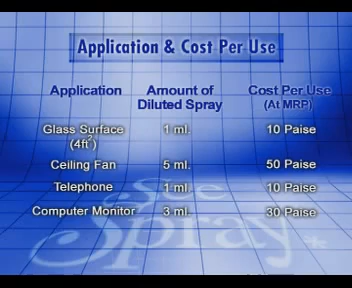 Application & Cost Per Use
Application Amount of Diluted Spray Cost Per Use (At MRP)
Glass Surface (4ft²) 1 ml. 10 Paise
Ceiling Fan 5 ml. 50 Paise
Telephone 1 ml. 10 Paise
Computer Monitor 3 ml. 30 Paise
Spray